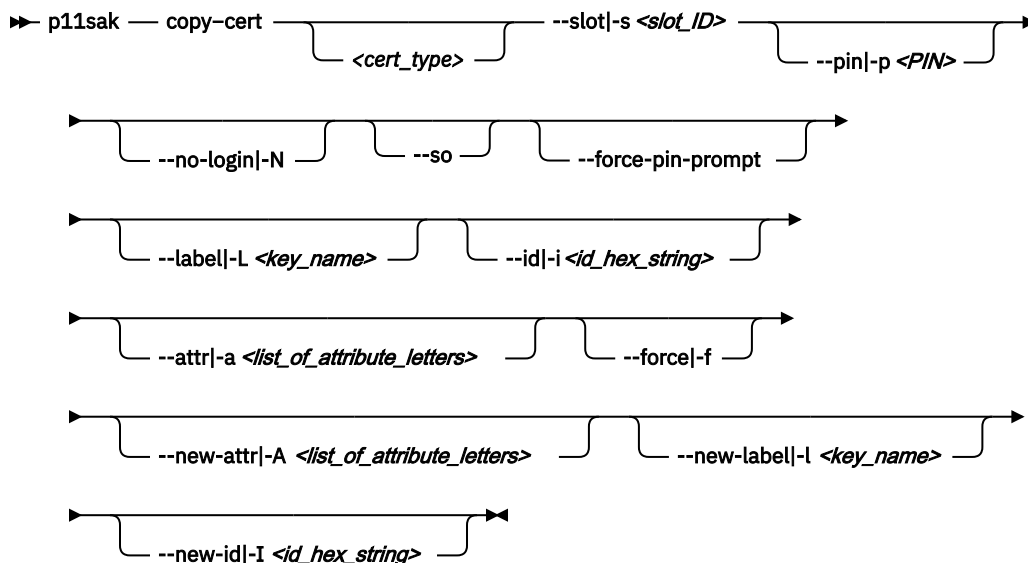 p11sak copy–cert <cert_type> --slot|-s <slot_ID> --pin|-p <PIN>
--no-login|-N --so --force-pin-prompt
--label|-L <key_name> --id|-i <id_hex_string>
--attr|-a <list_of_attribute_letters> --force|-f
--new-attr|-A <list_of_attribute_letters> --new-label|-l <key_name>
--new-id|-I <id_hex_string>